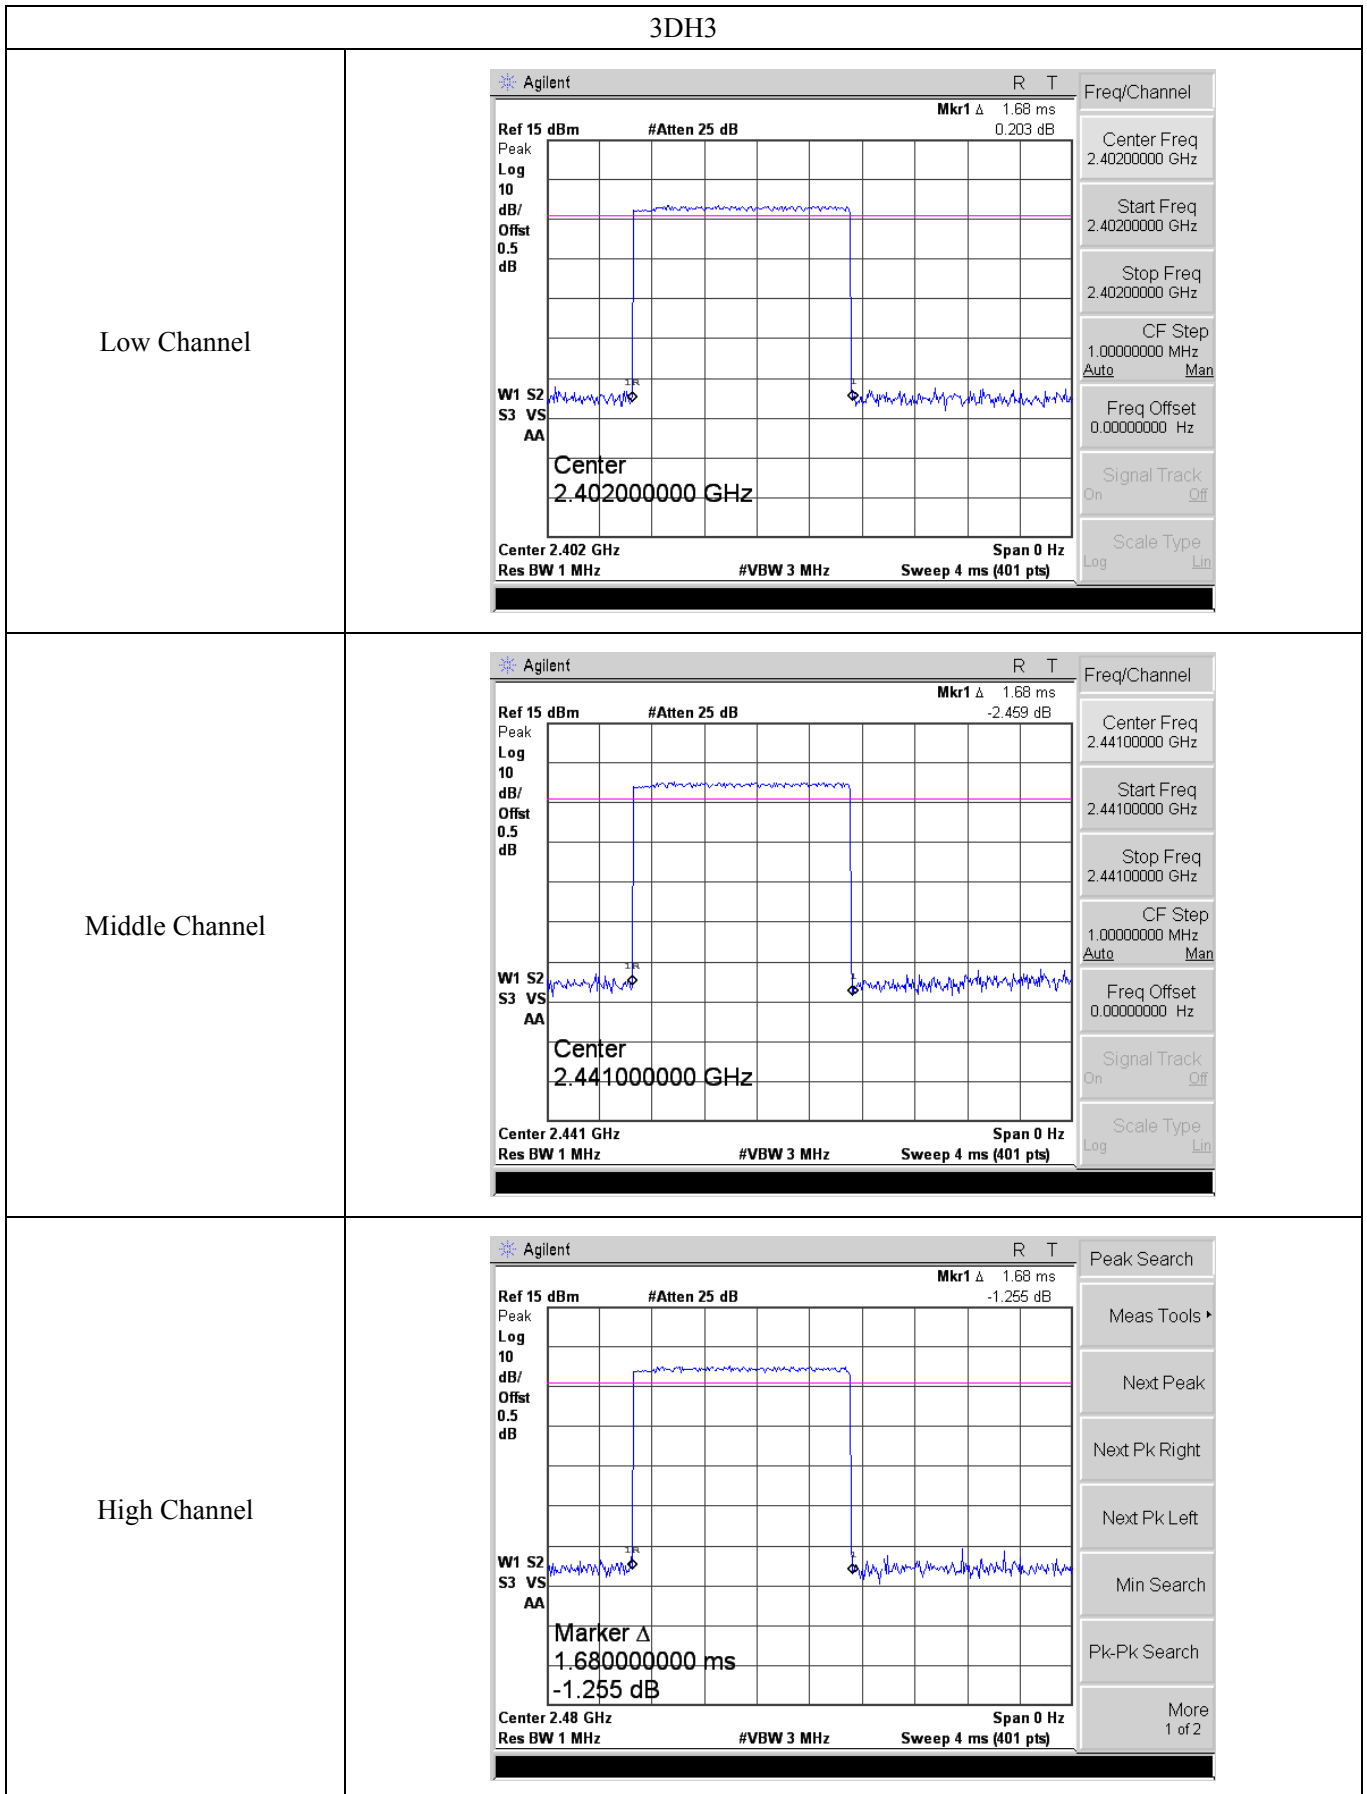 3DH3
Low Channel
Agilent R T
Mkr1 Δ 1.68 ms
Ref 15 dBm #Atten 25 dB 0.203 dB
Peak
Log
10
dB/
Offst
0.5
dB
W1 S2
S3 VS
AA
1R
1
Center
2.402000000 GHz
Center 2.402 GHz Span 0 Hz
Res BW 1 MHz #VBW 3 MHz Sweep 4 ms (401 pts)
Freq/Channel
Center Freq
2.40200000 GHz
Start Freq
2.40200000 GHz
Stop Freq
2.40200000 GHz
CF Step
1.00000000 MHz
Auto Man
Freq Offset
0.00000000 Hz
Signal Track
On Off
Scale Type
Log Lin
Middle Channel
Agilent R T
Mkr1 Δ 1.68 ms
Ref 15 dBm #Atten 25 dB -2.459 dB
Peak
Log
10
dB/
Offst
0.5
dB
W1 S2
S3 VS
AA
1R
1
Center
2.441000000 GHz
Center 2.441 GHz Span 0 Hz
Res BW 1 MHz #VBW 3 MHz Sweep 4 ms (401 pts)
Freq/Channel
Center Freq
2.44100000 GHz
Start Freq
2.44100000 GHz
Stop Freq
2.44100000 GHz
CF Step
1.00000000 MHz
Auto Man
Freq Offset
0.00000000 Hz
Signal Track
On Off
Scale Type
Log Lin
High Channel
Agilent R T
Mkr1 Δ 1.68 ms
Ref 15 dBm #Atten 25 dB -1.255 dB
Peak
Log
10
dB/
Offst
0.5
dB
W1 S2
S3 VS
AA
1R
1
Marker Δ
1.680000000 ms
-1.255 dB
Center 2.48 GHz Span 0 Hz
Res BW 1 MHz #VBW 3 MHz Sweep 4 ms (401 pts)
Peak Search
Meas Tools
Next Peak
Next Pk Right
Next Pk Left
Min Search
Pk-Pk Search
More
1 of 2